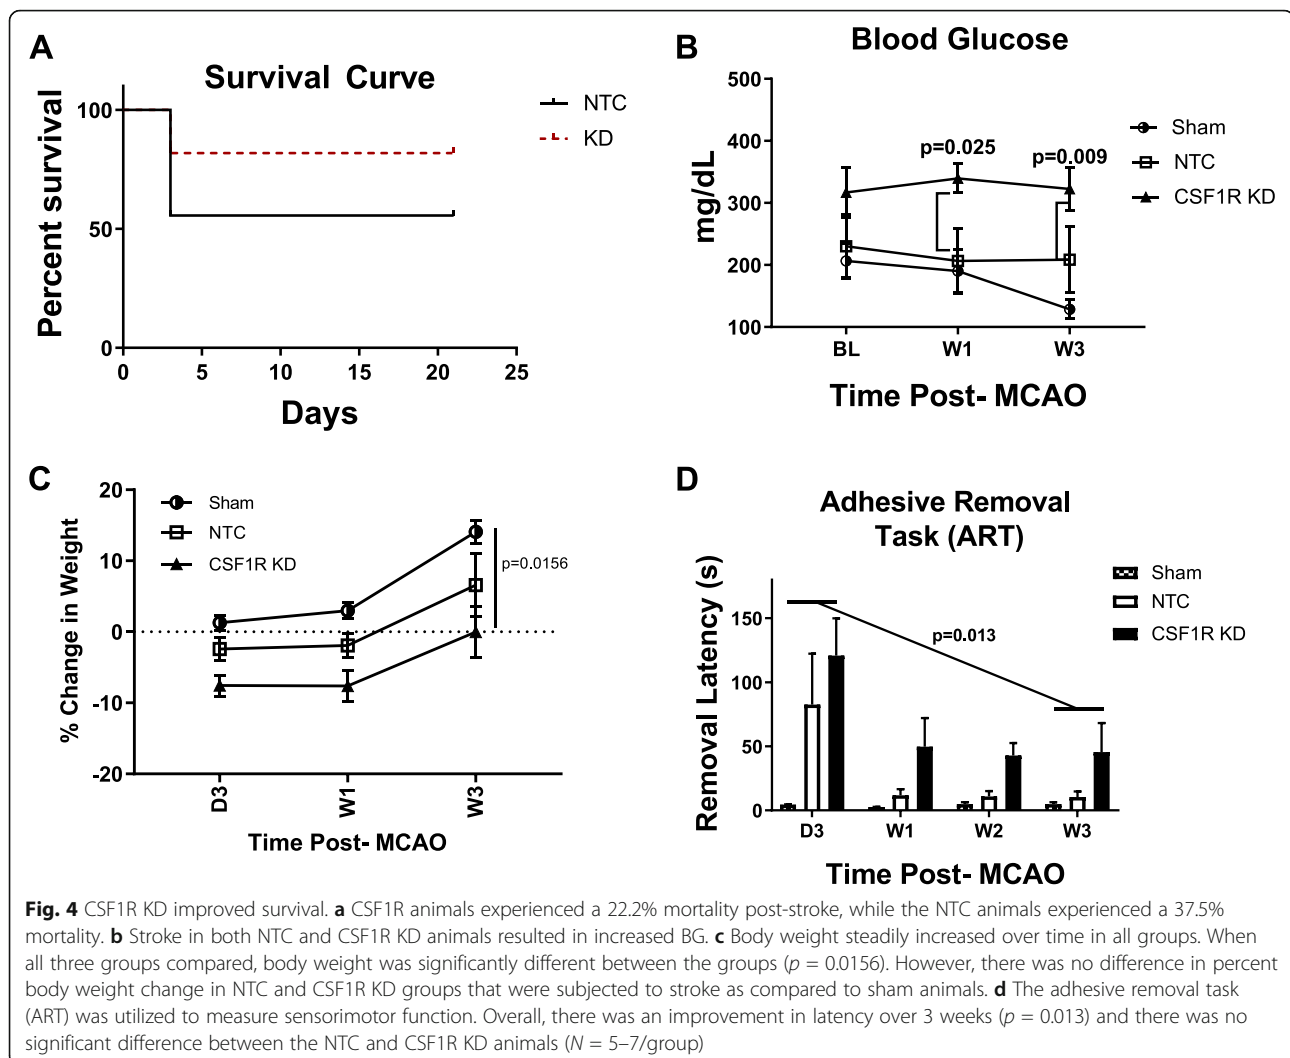 A
Survival Curve
NTC
KD
Percent survival
100
50
0
0 5 10 15 20 25
Days
B
Blood Glucose
500
400
300
200
100
mg/dL
p=0.025
p=0.009
Sham
NTC
CSF1R KD
BL W1 W3
Time Post- MCAO
C
20
10
0
-10
-20
% Change in Weight
Sham
NTC
CSF1R KD
p=0.0156
D3 W1 W3
Time Post- MCAO
D
Adhesive Removal
Task (ART)
Removal Latency (s)
150
100
50
0
p=0.013
Sham
NTC
CSF1R KD
D3 W1 W2 W3
Time Post- MCAO
Fig. 4 CSF1R KD improved survival. a CSF1R animals experienced a 22.2% mortality post-stroke, while the NTC animals experienced a 37.5%
mortality. b Stroke in both NTC and CSF1R KD animals resulted in increased BG. c Body weight steadily increased over time in all groups. When
all three groups compared, body weight was significantly different between the groups (p = 0.0156). However, there was no difference in percent
body weight change in NTC and CSF1R KD groups that were subjected to stroke as compared to sham animals. d The adhesive removal task
(ART) was utilized to measure sensorimotor function. Overall, there was an improvement in latency over 3 weeks (p = 0.013) and there was no
significant difference between the NTC and CSF1R KD animals (N = 5–7/group)